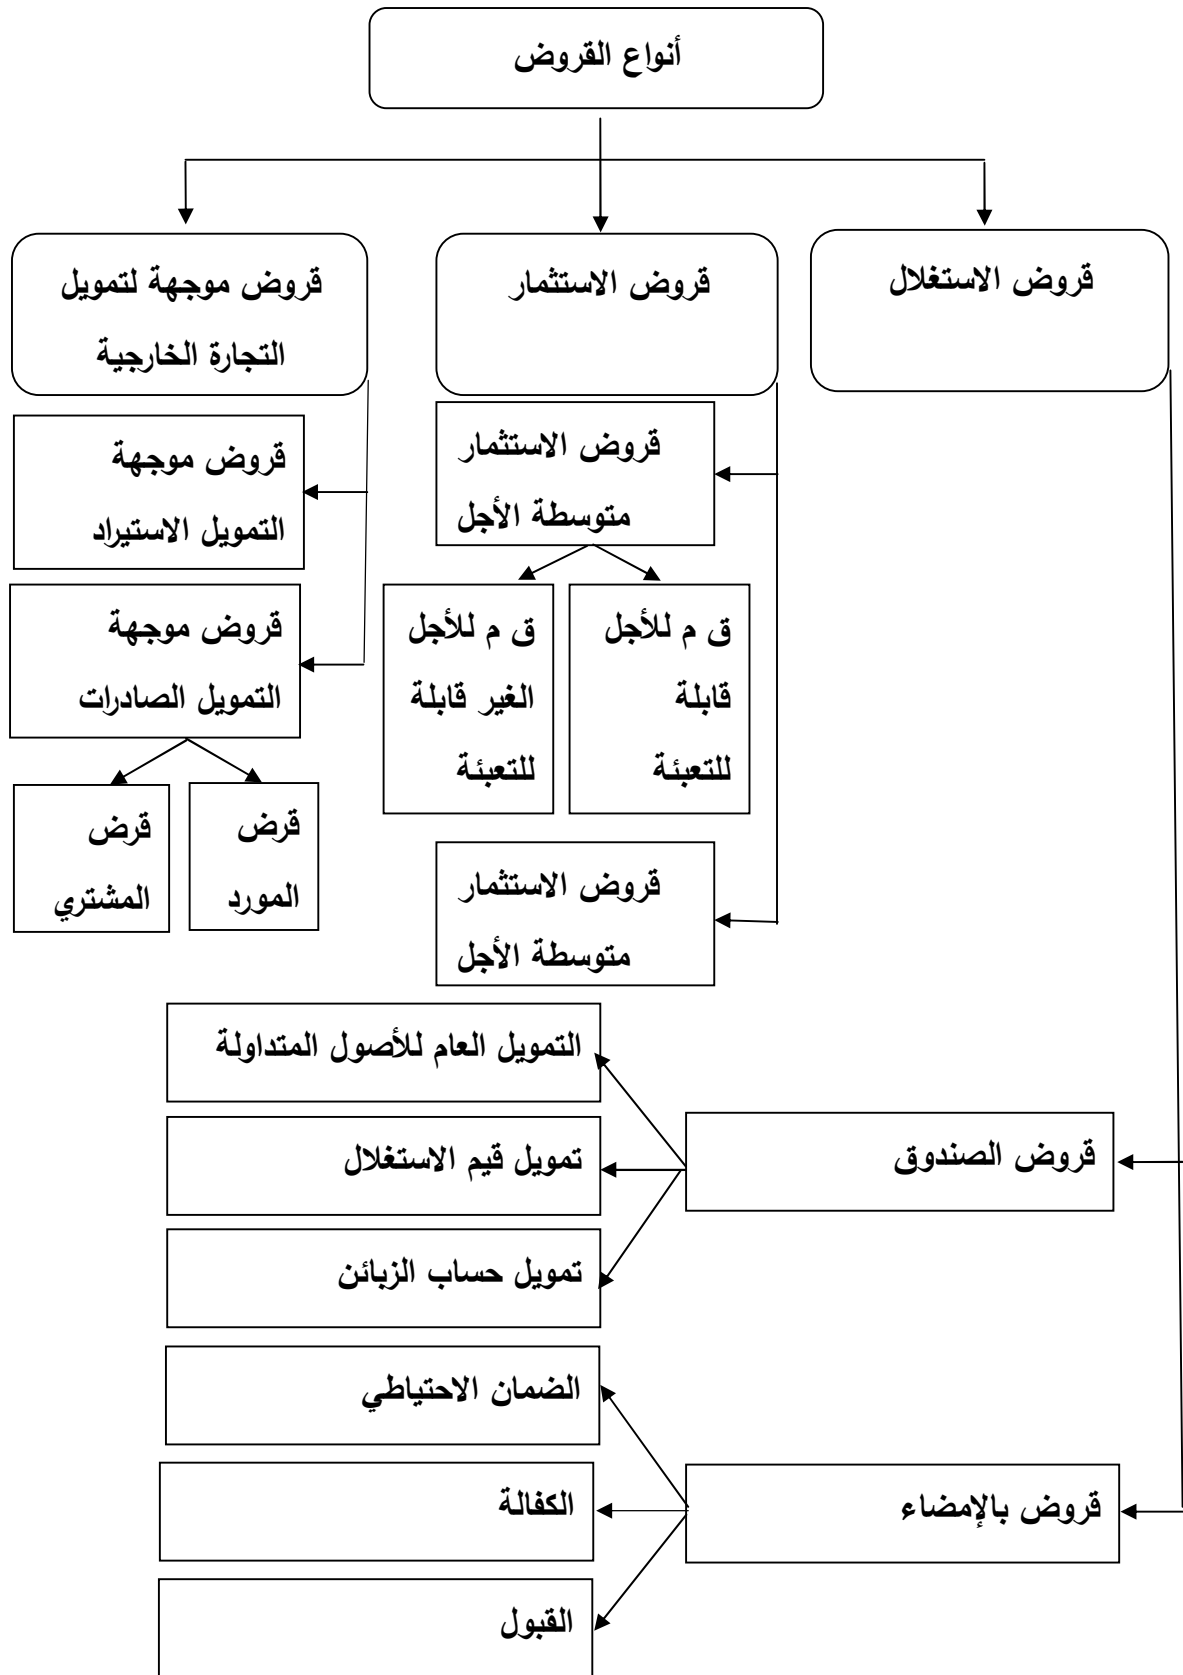 أنواع القروض
قروض الاستغلال
قروض الاستثمار
قروض موجهة لتمويل
التجارة الخارجية
قروض الاستثمار
متوسطة الأجل
قروض موجهة
التمويل الاستيراد
ق م للأجل
قابلة
للتعبئة
ق م للأجل
الغير قابلة
للتعبئة
قروض موجهة
التمويل الصادرات
قرض
المورد
قرض
المشتري
قروض الاستثمار
متوسطة الأجل
قروض الصندوق
التمويل العام للأصول المتداولة
تمويل قيم الاستغلال
تمويل حساب الزبائن
قروض بالإمضاء
الضمان الاحتياطي
الكفالة
القبول